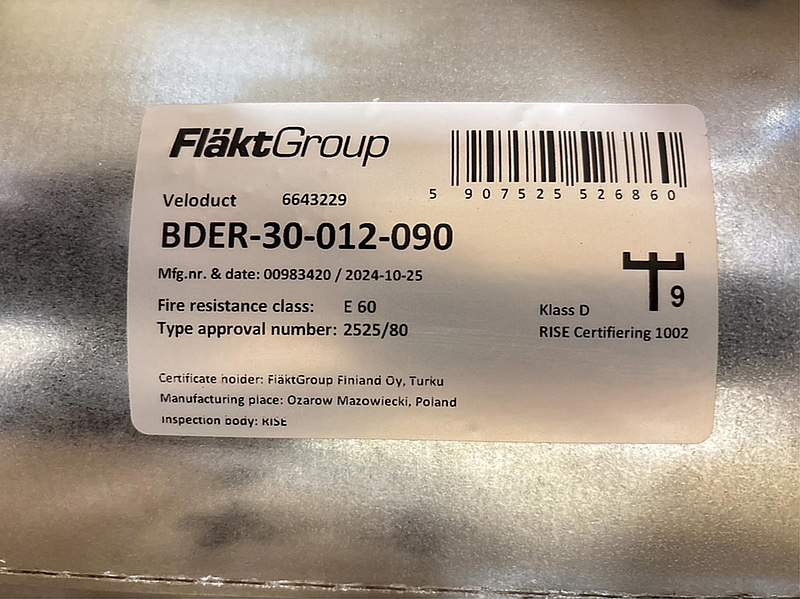 FläktGroup
5 907525 526860
Veloduct 6643229
BDER-30-012-090
Mfg.nr. & date: 00983420 / 2024-10-25
9
Fire resistance class: E 60
Klass D
Type approval number: 2525/80
RISE Certifiering 1002
Certificate holder: FläktGroup Finland Oy, Turku
Manufacturing place: Ozarow Mazowiecki, Poland
Inspection body: RISE